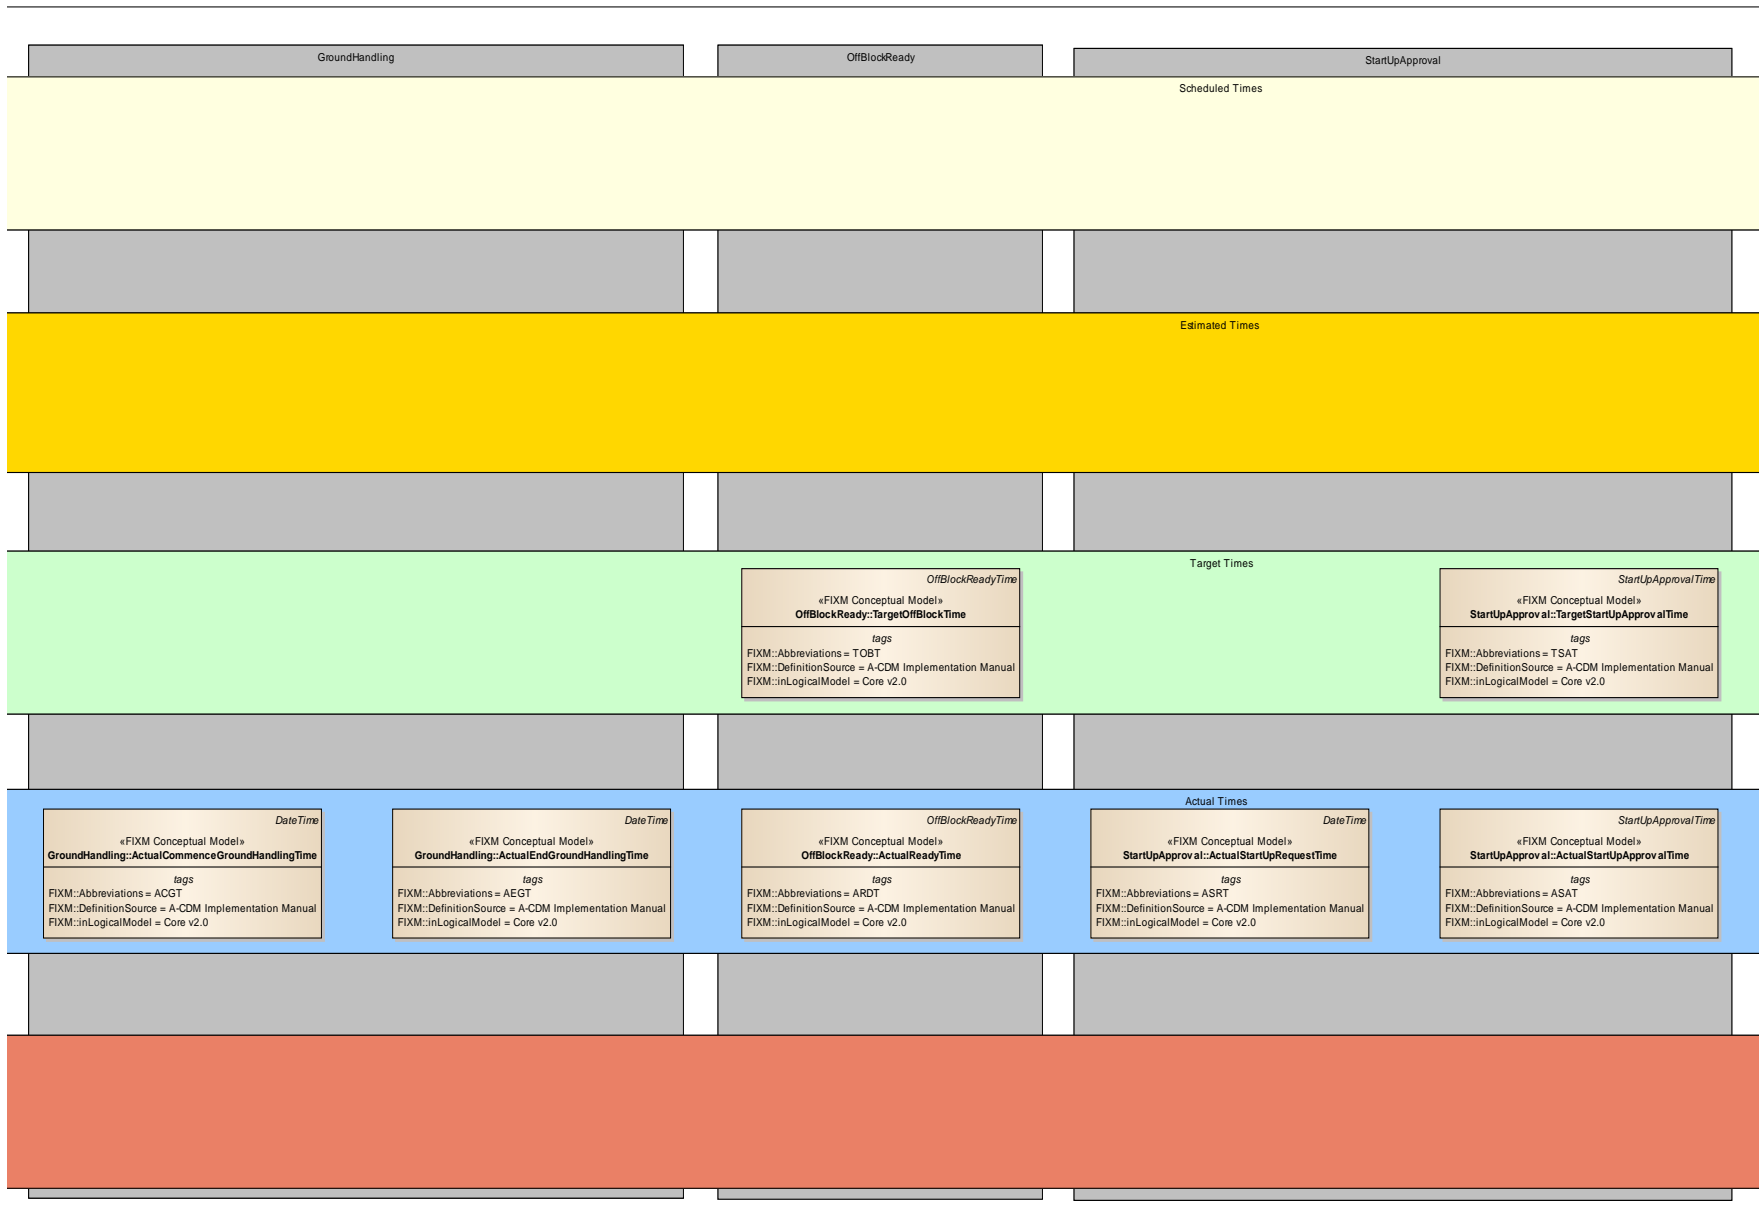 GroundHandling
OffBlockReady
StartUpApproval
Scheduled Times
Estimated Times
Target Times
OffBlockReadyTime
«FIXM Conceptual Model»
OffBlockReady::TargetOffBlockTime
tags
FIXM::Abbreviations = TOBT
FIXM::DefinitionSource = A-CDM Implementation Manual
FIXM::inLogicalModel = Core v2.0
StartUpApprovalTime
«FIXM Conceptual Model»
StartUpApproval::TargetStartUpApprovalTime
tags
FIXM::Abbreviations = TSAT
FIXM::DefinitionSource = A-CDM Implementation Manual
FIXM::inLogicalModel = Core v2.0
Actual Times
DateTime
«FIXM Conceptual Model»
GroundHandling::ActualCommenceGroundHandlingTime
tags
FIXM::Abbreviations = ACGT
FIXM::DefinitionSource = A-CDM Implementation Manual
FIXM::inLogicalModel = Core v2.0
DateTime
«FIXM Conceptual Model»
GroundHandling::ActualEndGroundHandlingTime
tags
FIXM::Abbreviations = AEGT
FIXM::DefinitionSource = A-CDM Implementation Manual
FIXM::inLogicalModel = Core v2.0
OffBlockReadyTime
«FIXM Conceptual Model»
OffBlockReady::ActualReadyTime
tags
FIXM::Abbreviations = ARDT
FIXM::DefinitionSource = A-CDM Implementation Manual
FIXM::inLogicalModel = Core v2.0
DateTime
«FIXM Conceptual Model»
StartUpApproval::ActualStartUpRequestTime
tags
FIXM::Abbreviations = ASRT
FIXM::DefinitionSource = A-CDM Implementation Manual
FIXM::inLogicalModel = Core v2.0
StartUpApprovalTime
«FIXM Conceptual Model»
StartUpApproval::ActualStartUpApprovalTime
tags
FIXM::Abbreviations = ASAT
FIXM::DefinitionSource = A-CDM Implementation Manual
FIXM::inLogicalModel = Core v2.0